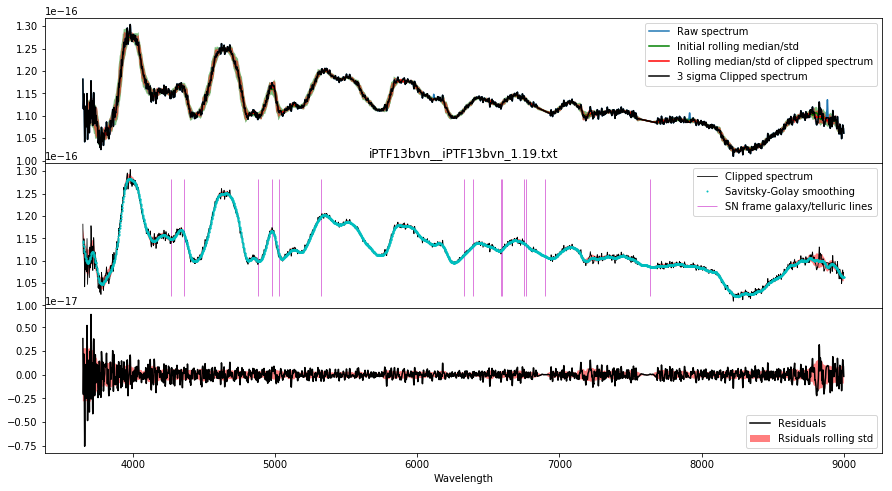 1e−16
1.30
1.25
1.20
1.15
1.10
1.05
1.00
Raw spectrum
Initial rolling median/std
Rolling median/std of clipped spectrum
3 sigma Clipped spectrum
1e−16
iPTF13bvn__iPTF13bvn_1.19.txt
1.30
1.25
1.20
1.15
1.10
1.05
1.00
Clipped spectrum
Savitsky-Golay smoothing
SN frame galaxy/telluric lines
1e−17
0.50
0.25
0.00
−0.25
−0.50
−0.75
Residuals
Rsiduals rolling std
4000 5000 6000 7000 8000 9000
Wavelength